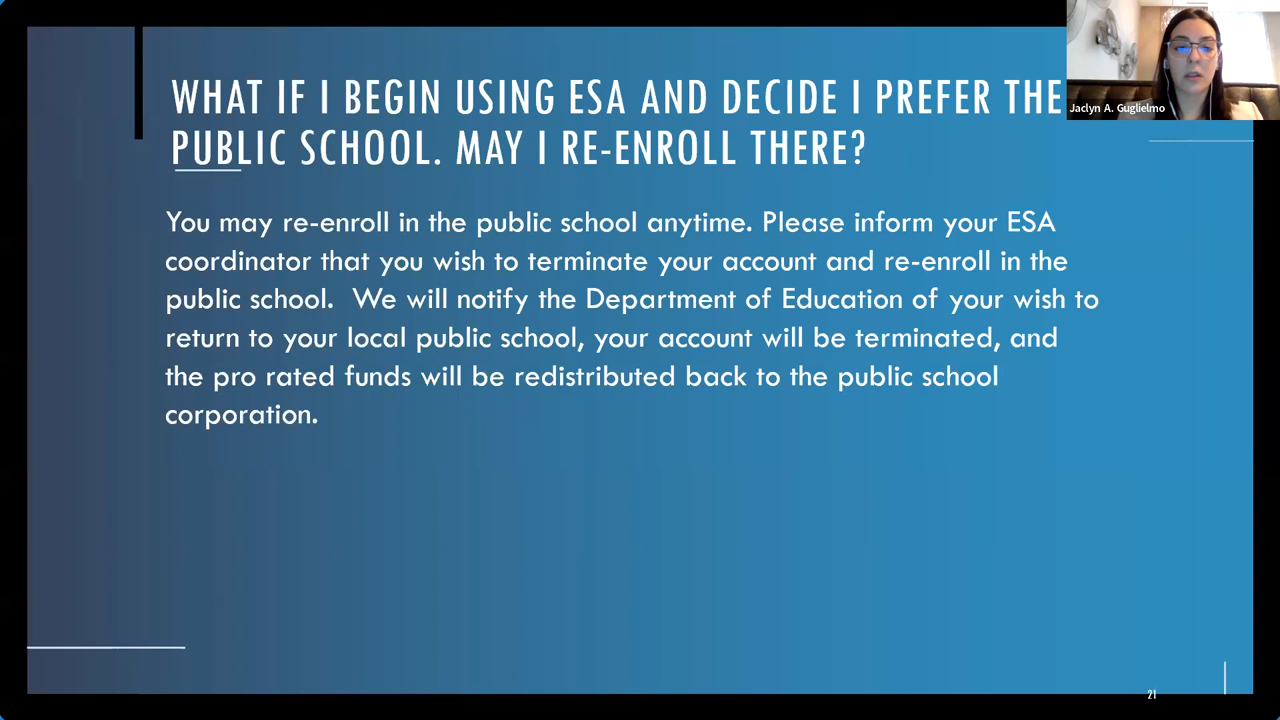 WHAT IF I BEGIN USING ESA AND DECIDE I PREFER THE
PUBLIC SCHOOL. MAY I RE-ENROLL THERE?
Jaclyn A. Guglielmo
You may re-enroll in the public school anytime. Please inform your ESA
coordinator that you wish to terminate your account and re-enroll in the
public school.  We will notify the Department of Education of your wish to
return to your local public school, your account will be terminated, and
the pro rated funds will be redistributed back to the public school
corporation.
21